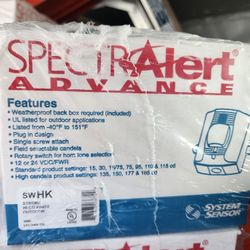 SPECTRAlert
ADVANCE
Features
• Weatherproof back box required (included)
• UL listed for outdoor applications
• Listed from -40°F to 151°F
• Plug in design
• Single screw attach
• Field selectable candela
• Rotary switch for horn tone selection
• 12 or 24 VCC/FWR
• Standard product settings: 15, 30, 75, 95, 110 & 115 cd
• High candela product settings: 135, 150, 177 & 185 cd
SWHK
STROBE
OUTDOOR
SYSTEM
SENSOR